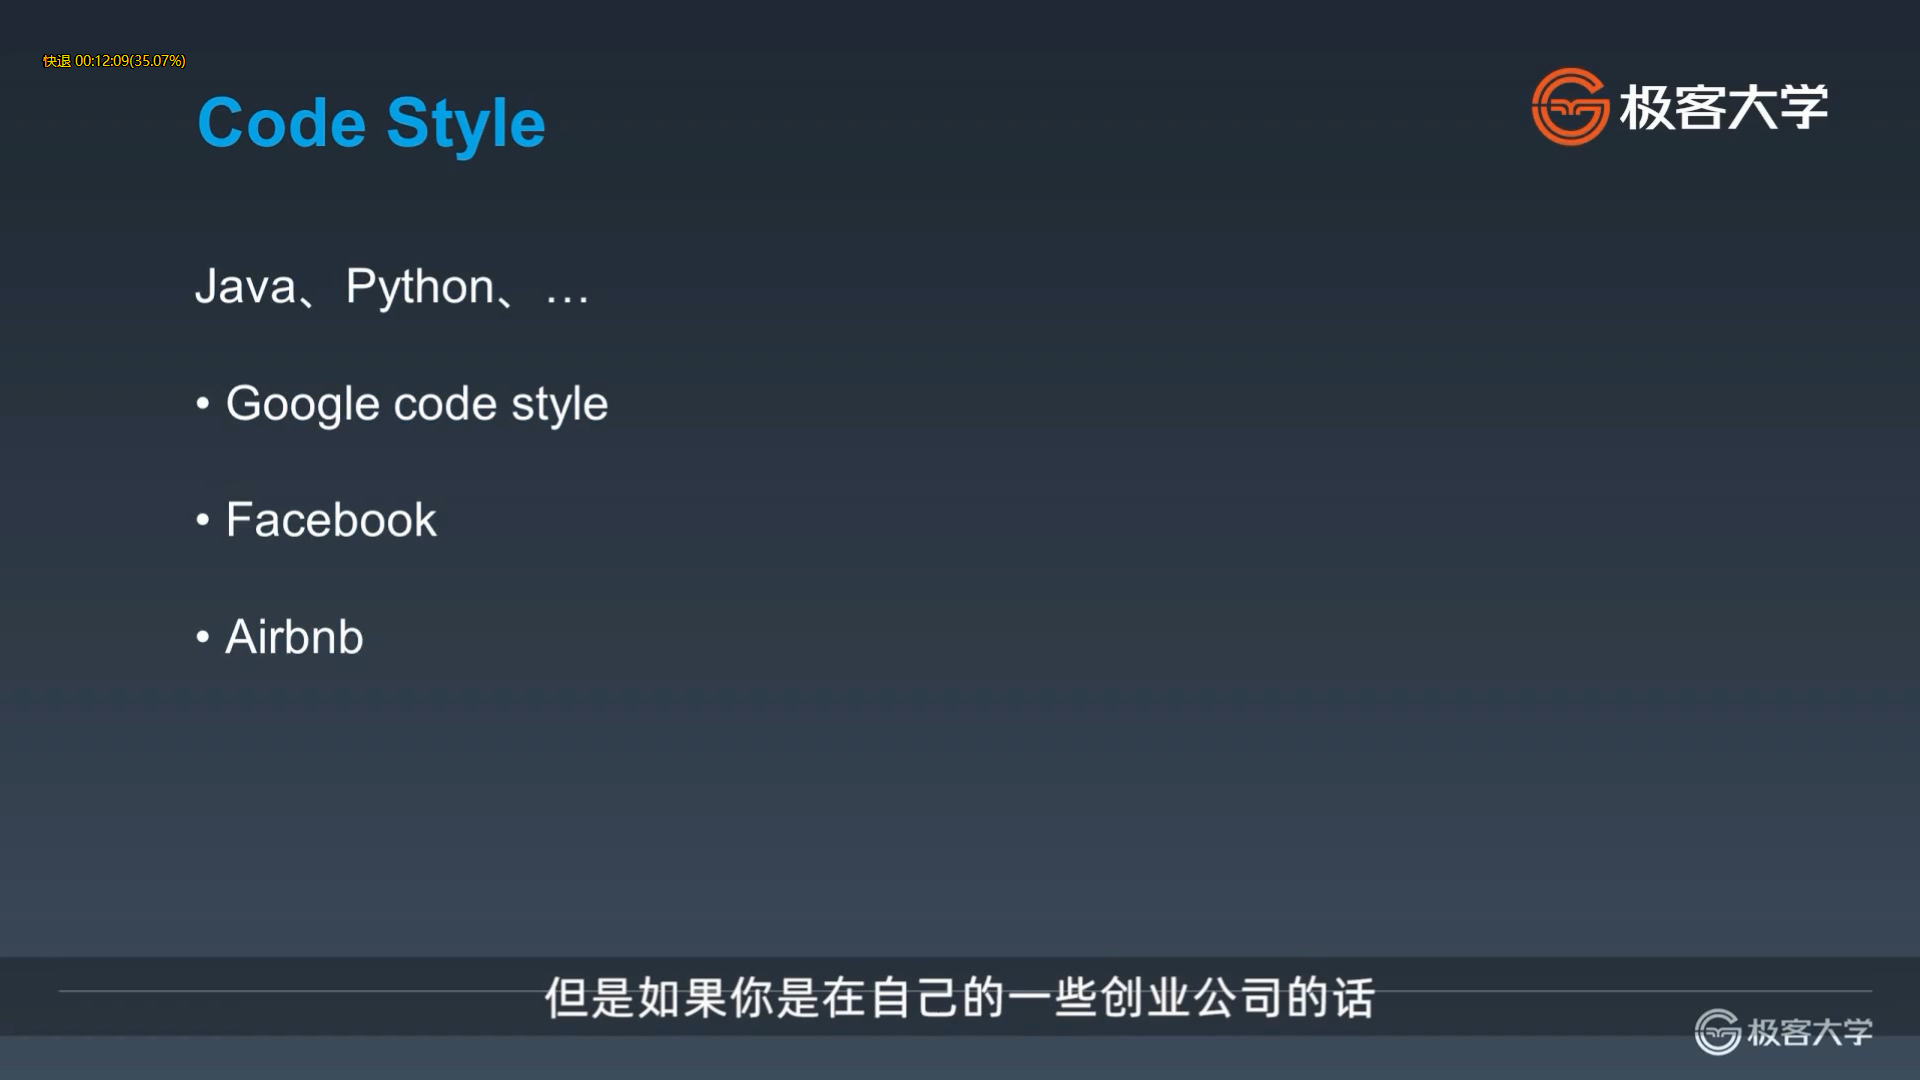 快退 00:12:09(35.07%)
极客大学
Code Style
Java、Python、…
• Google code style
• Facebook
• Airbnb
但是如果你是在自己的一些创业公司的话
极客大学